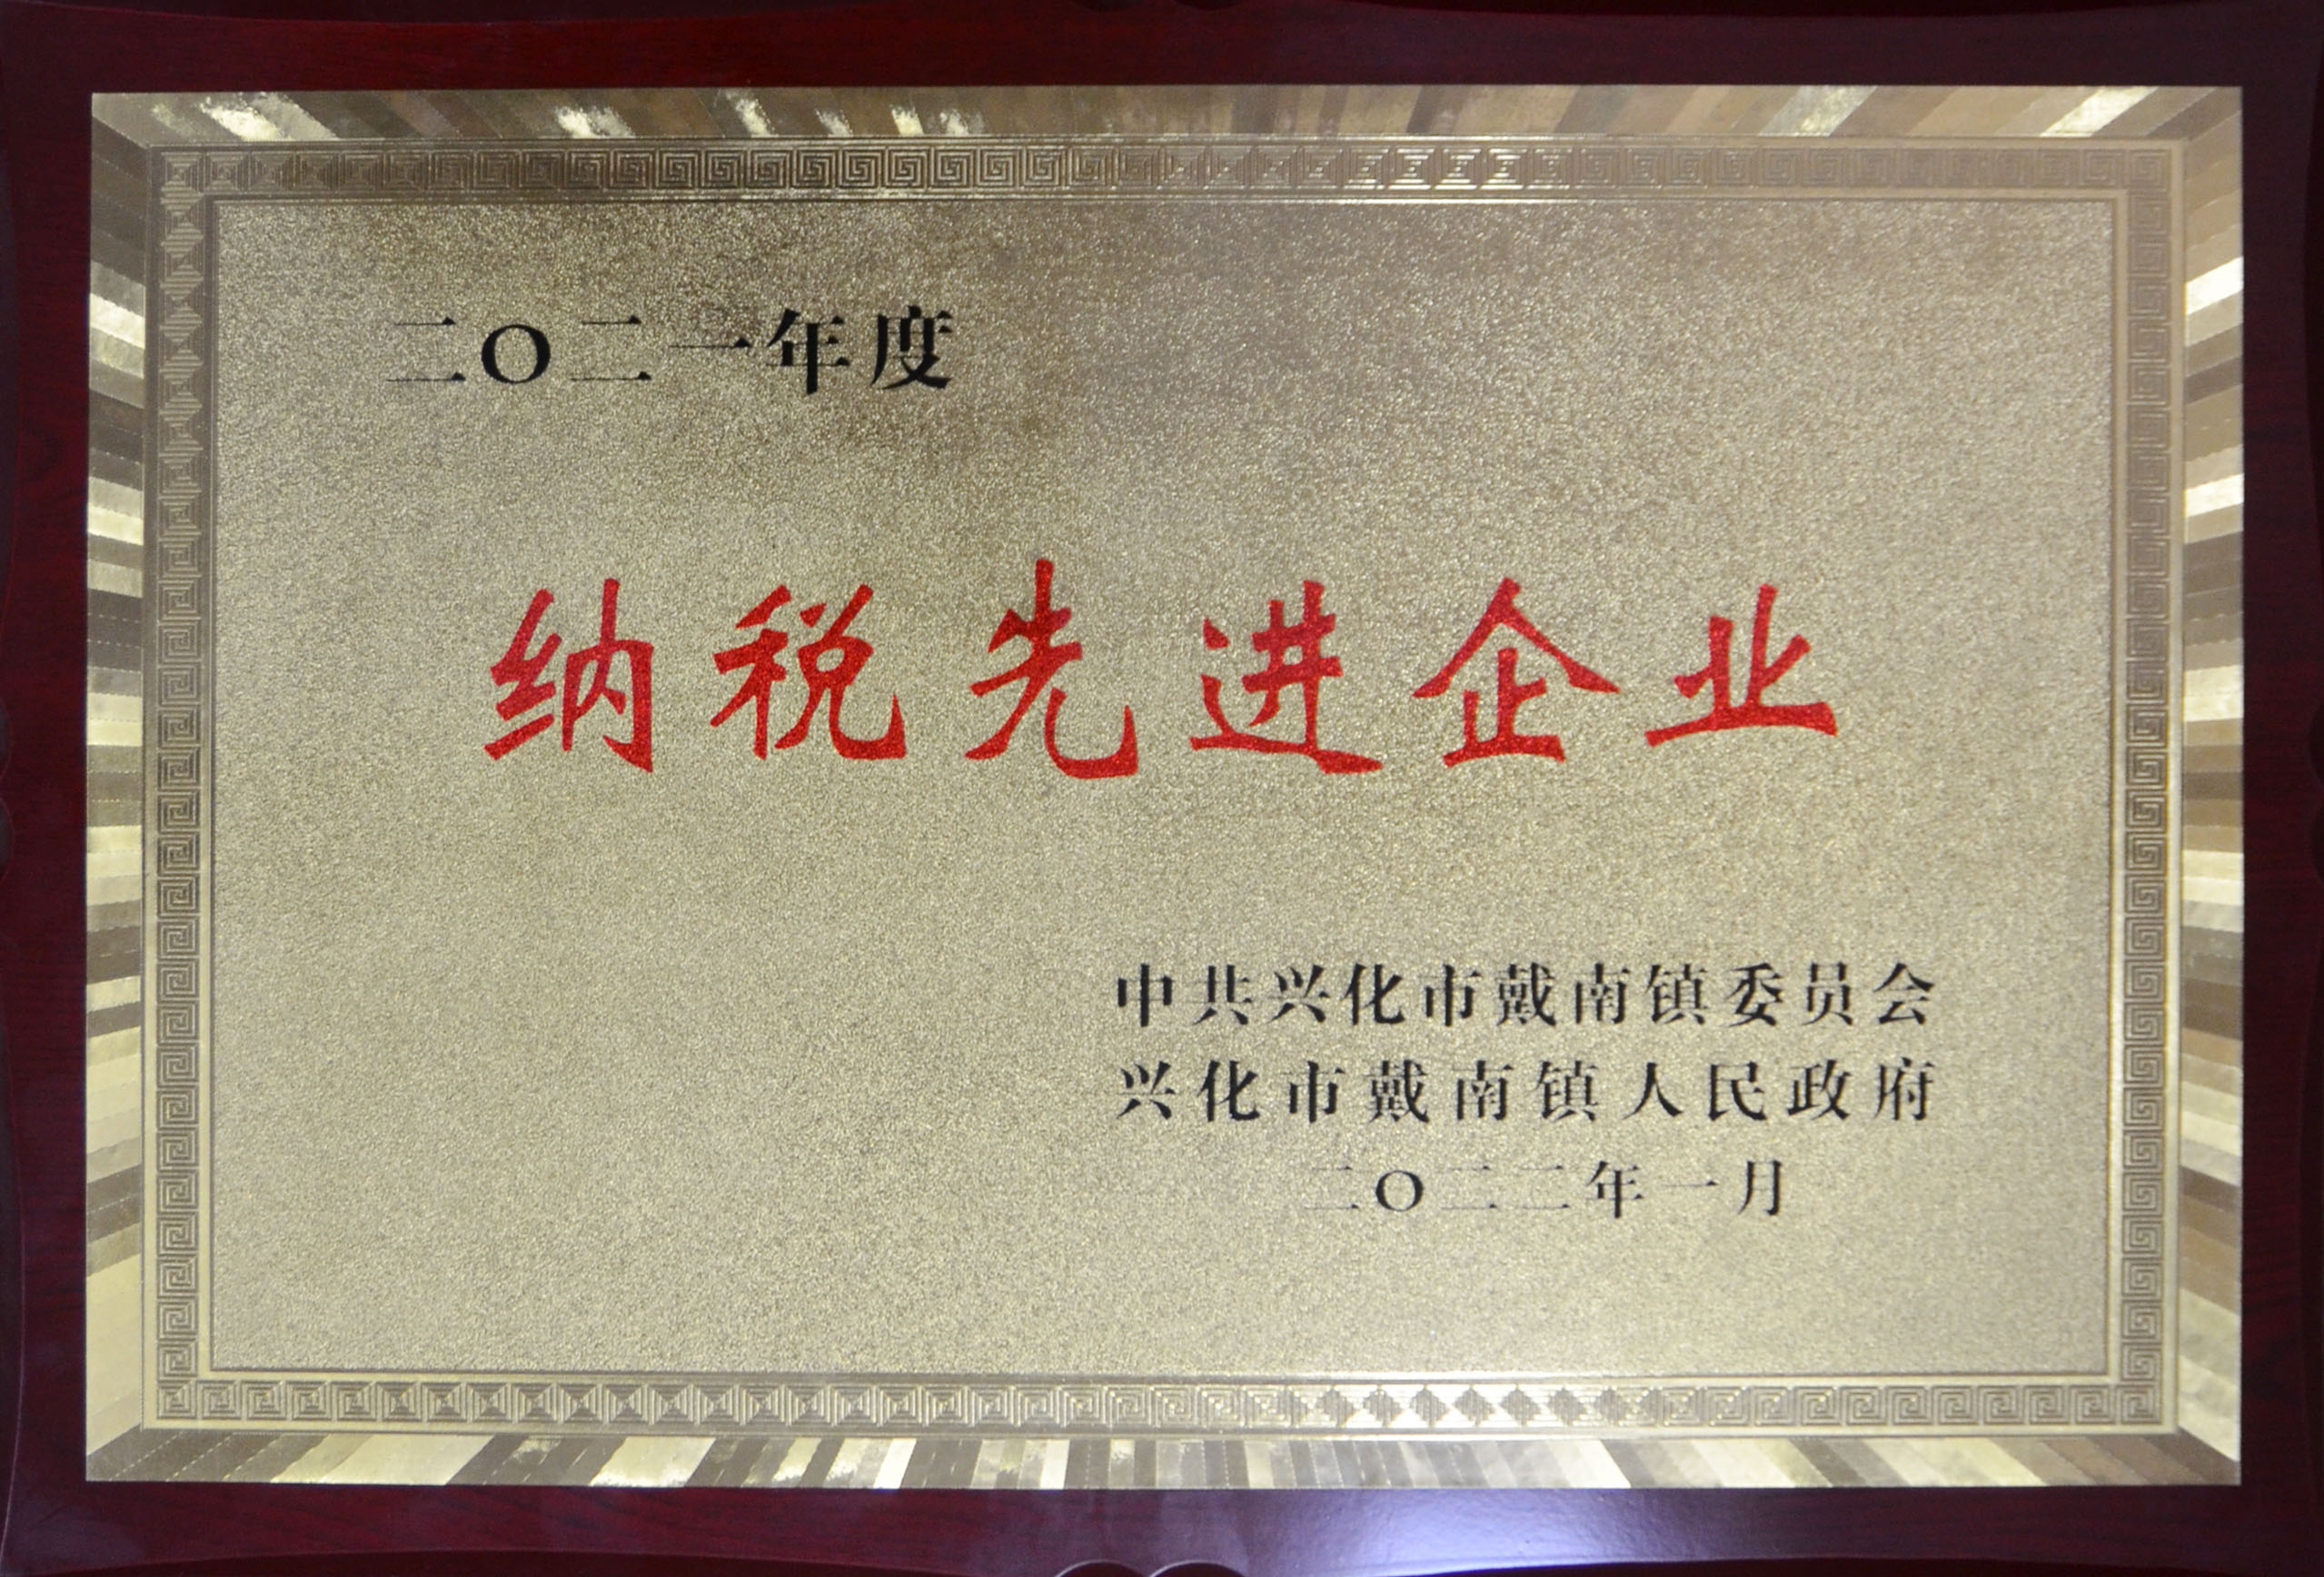 二〇二一年度
纳税先进企业
中共兴化市戴南镇委员会
兴化市戴南镇人民政府
二〇二二年一月